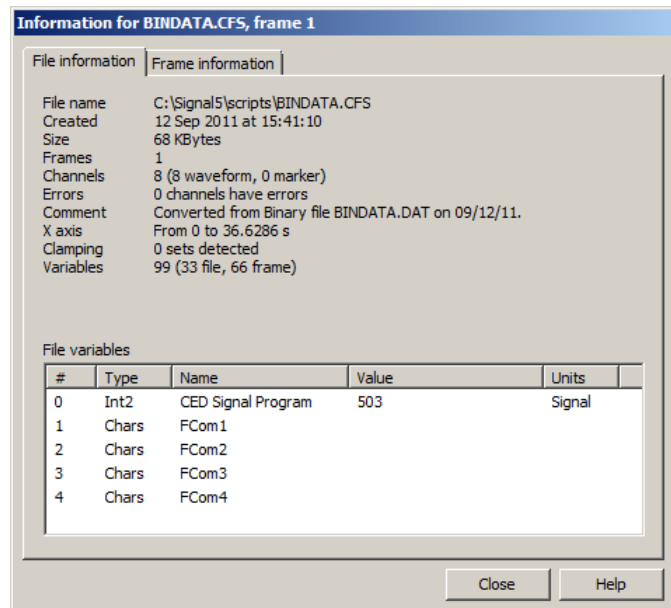 Information for BINDATA.CFS, frame 1
File information Frame information
File name C:\Signal5\scripts\BINDATA.CFS
Created 12 Sep 2011 at 15:41:10
Size 68 KBytes
Frames 1
Channels 8 (8 waveform, 0 marker)
Errors 0 channels have errors
Comment Converted from Binary file BINDATA.DAT on 09/12/11.
X axis From 0 to 36.6286 s
Clamping 0 sets detected
Variables 99 (33 file, 66 frame)
File variables
# Type Name Value Units
0 Int2 CED Signal Program 503 Signal
1 Chars FCom1
2 Chars FCom2
3 Chars FCom3
4 Chars FCom4
Close Help